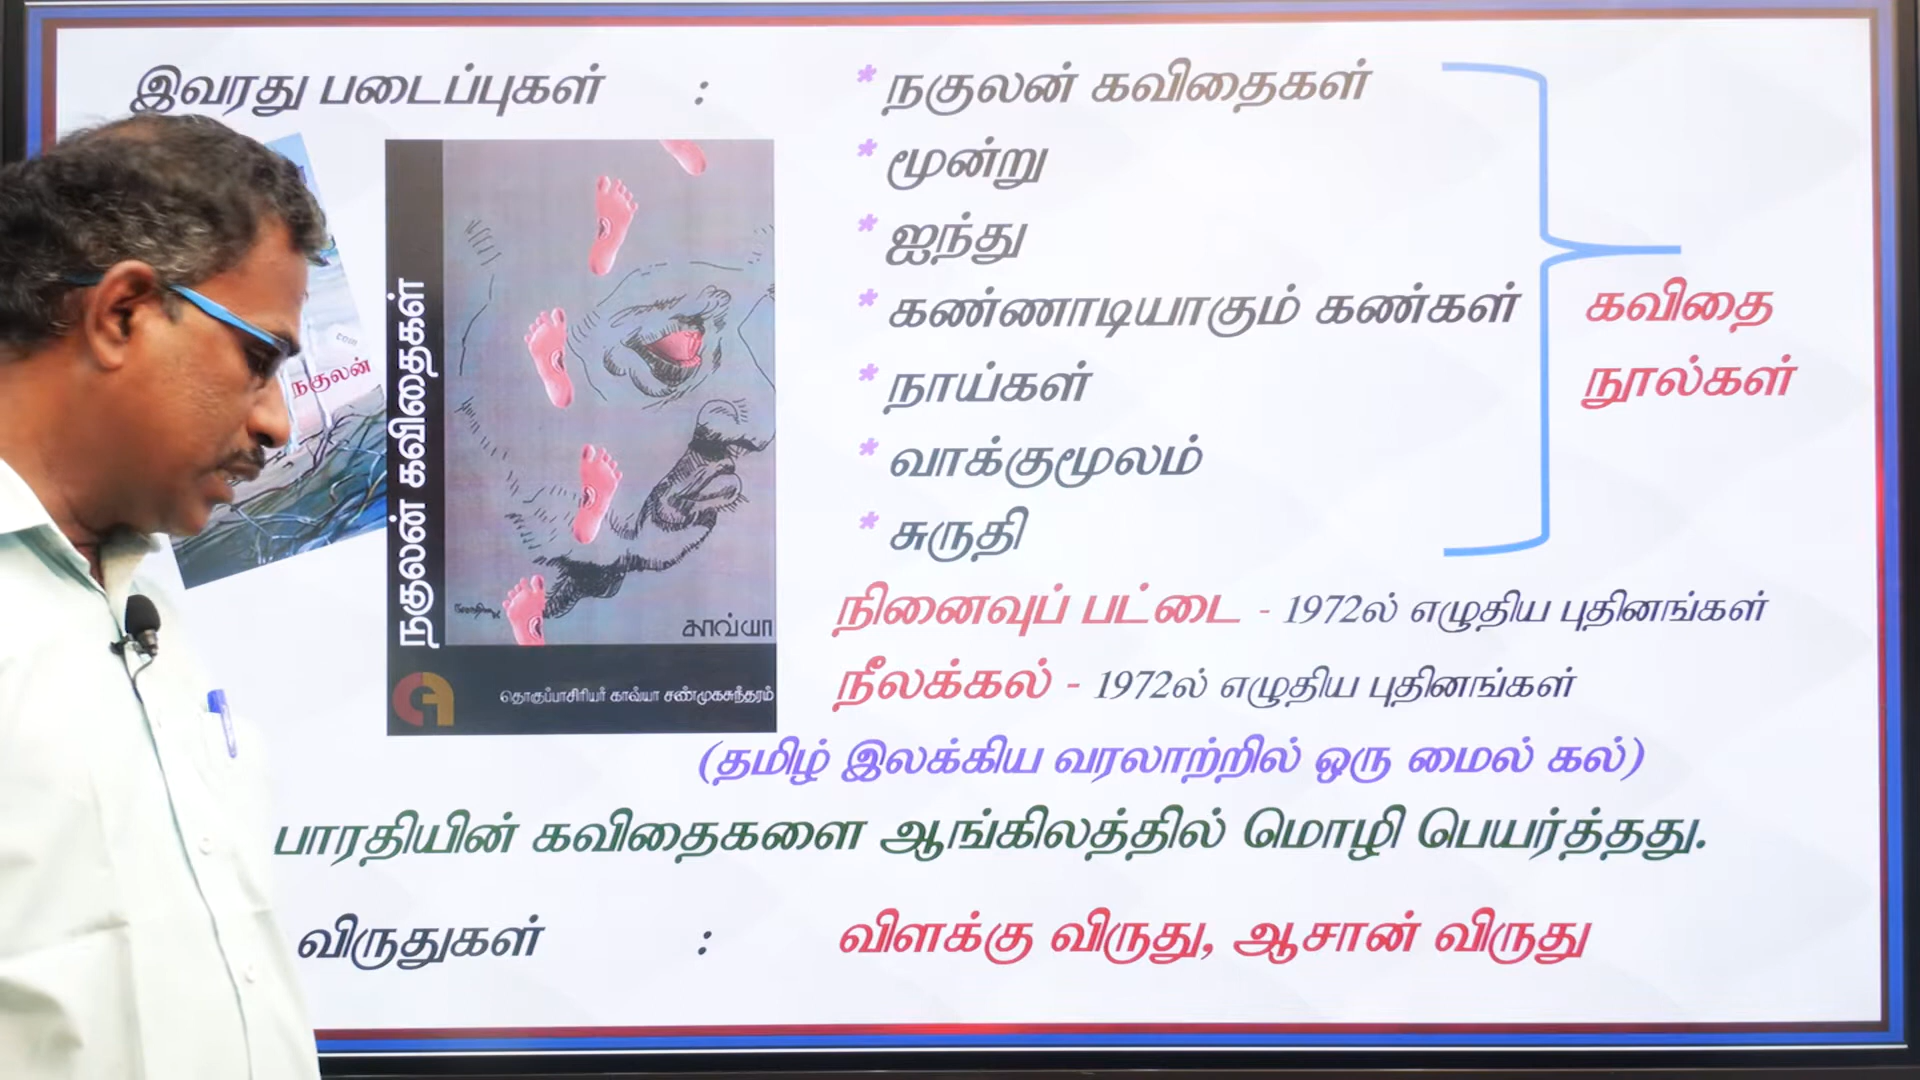 இவரது படைப்புகள் :
* நகுலன் கவிதைகள்
* மூன்று
* ஐந்து
* கண்ணாடியாகும் கண்கள்
* நாய்கள்
* வாக்குமூலம்
* சுருதி
கவிதை
நூல்கள்
நினைவுப் பட்டை - 1972ல் எழுதிய புதினங்கள்
நீலக்கல் - 1972ல் எழுதிய புதினங்கள்
(தமிழ் இலக்கிய வரலாற்றில் ஒரு மைல் கல்)
பாரதியின் கவிதைகளை ஆங்கிலத்தில் மொழி பெயர்த்தது.
விருதுகள் : விளக்கு விருது, ஆசான் விருது
நகுலன்
நகுலன் கவிதைகள்
காவ்யா
தொகுப்பாசிரியர் காவ்யா சண்முகசுந்தரம்